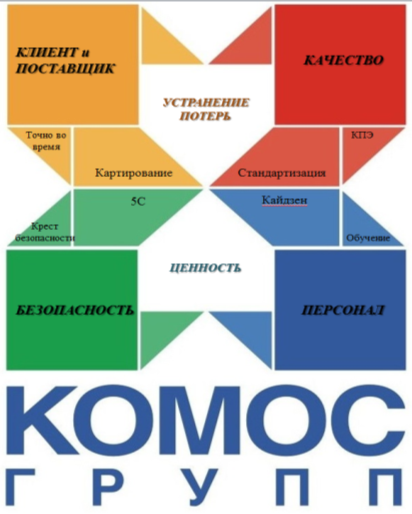 КЛИЕНТ и
ПОСТАВЩИК
КАЧЕСТВО
УСТРАНЕНИЕ
ПОТЕРЬ
Точно во
время
КПЭ
Картирование
Стандартизация
5С
Кайдзен
Крест
безопасности
Обучение
ЦЕННОСТЬ
БЕЗОПАСНОСТЬ
ПЕРСОНАЛ
КОМОС
ГРУПП